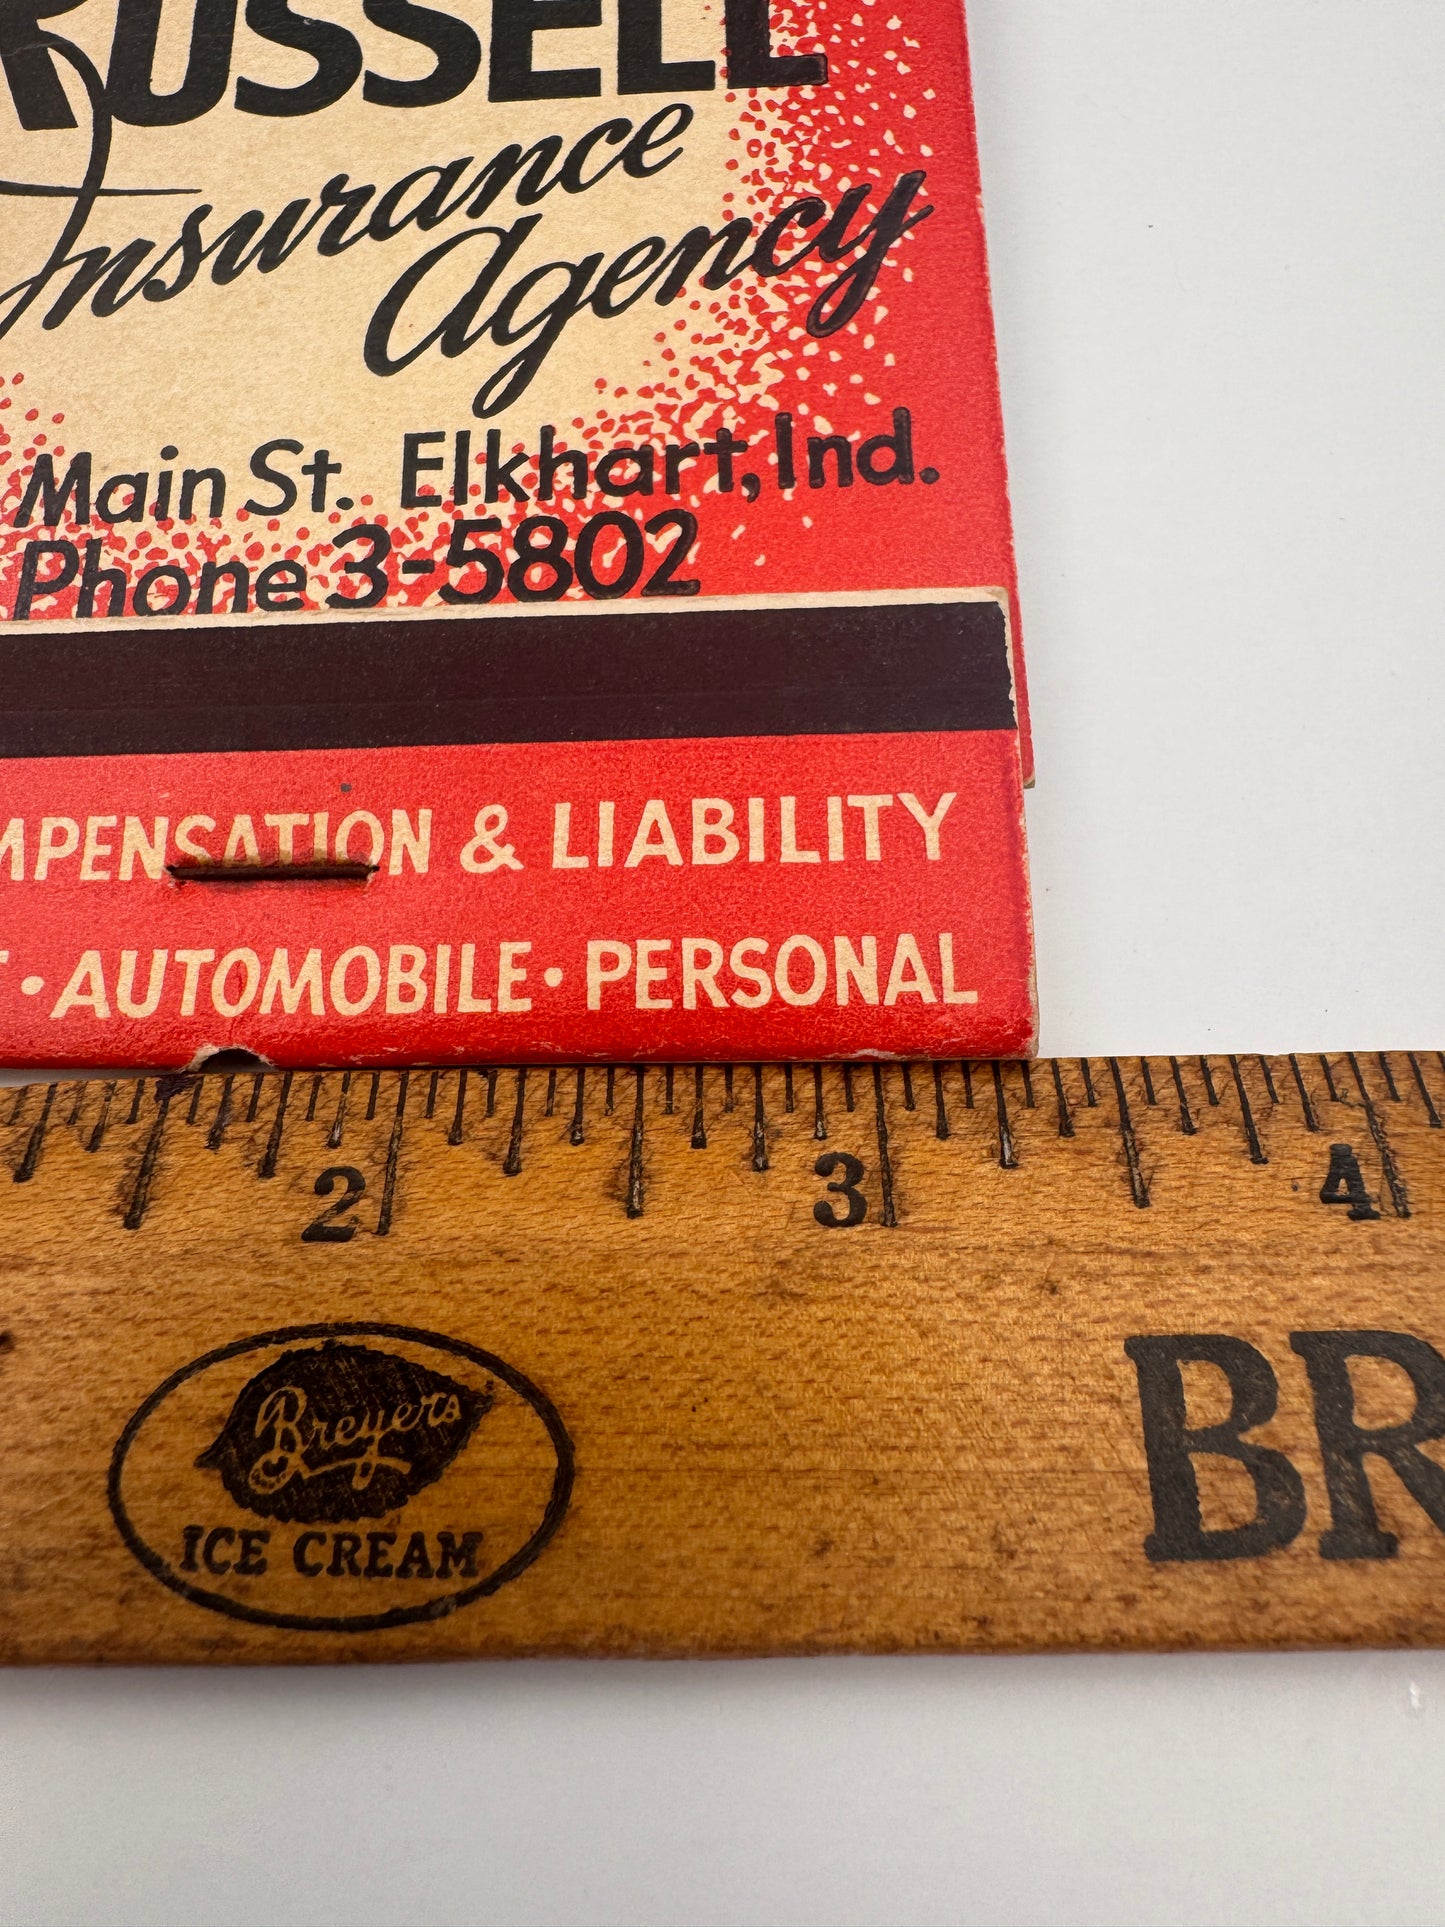 RUSSELL
Insurance
Agency
Main St. Elkhart, Ind.
Phone 3-5802
MPENSATION & LIABILITY
• AUTOMOBILE • PERSONAL
2 3 4
Breyers
ICE CREAM
BR